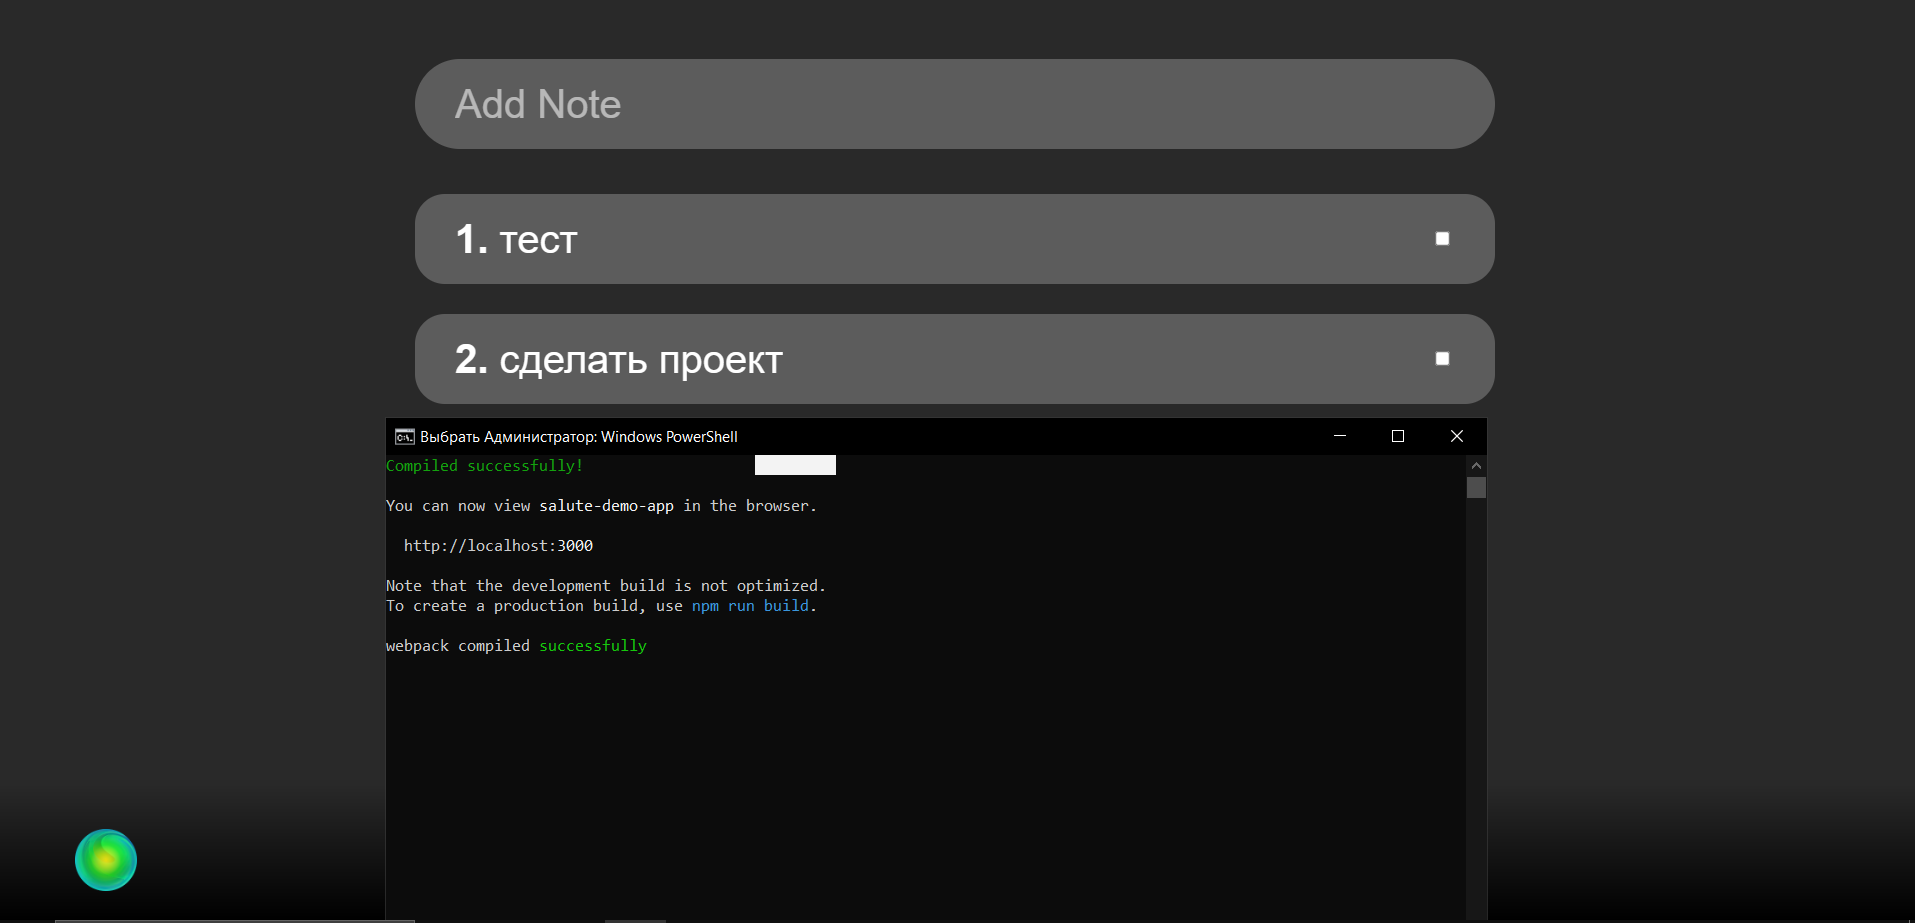 Add Note
1. тест
2. сделать проект
Выбрать Администратор: Windows PowerShell
Compiled successfully!
You can now view salute-demo-app in the browser.
http://localhost:3000
Note that the development build is not optimized.
To create a production build, use npm run build.
webpack compiled successfully